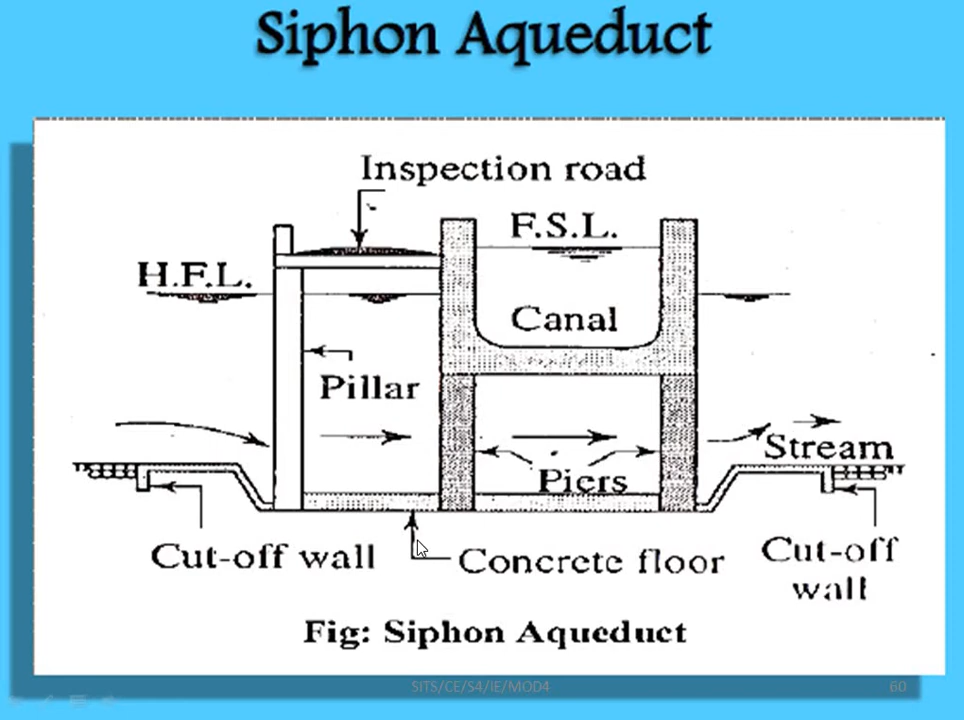 Siphon Aqueduct
Inspection road
F.S.L.
H.F.L.
Canal
Pillar
Stream
Piers
Cut-off wall
Concrete floor
Cut-off
wall
Fig: Siphon Aqueduct
SITS/CE/S4/IE/MOD4
60